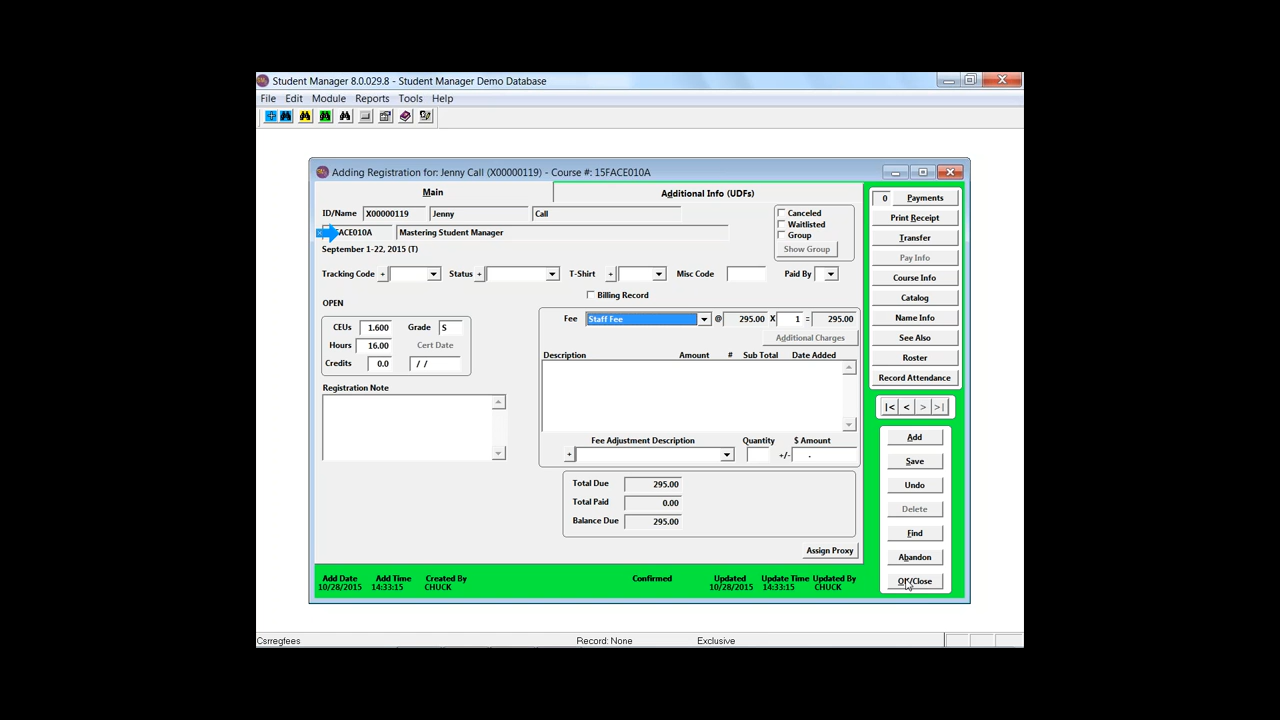 Student Manager 8.0.029.8 - Student Manager Demo Database
File Edit Module Reports Tools Help
Adding Registration for: Jenny Call (X00000119) - Course #: 15FACE010A
Main Additional Info (UDFs)
ID/Name X00000119 Jenny Call
FACE010A Mastering Student Manager
September 1-22, 2015 (T)
Canceled
Waitlisted
Group
Show Group
Tracking Code + Status + T-Shirt + Misc Code Paid By
Billing Record
OPEN
CEUs 1.600 Grade S
Hours 16.00 Cert Date
Credits 0.0 / /
Registration Note
Fee Staff Fee @ 295.00 X 1 = 295.00
Additional Charges
Description Amount # Sub Total Date Added
Fee Adjustment Description Quantity $ Amount
+ +/- .
Total Due 295.00
Total Paid 0.00
Balance Due 295.00
Assign Proxy
Add Date Add Time Created By Confirmed Updated Update Time Updated By
10/28/2015 14:33:15 CHUCK 10/28/2015 14:33:15 CHUCK
0 Payments
Print Receipt
Transfer
Pay Info
Course Info
Catalog
Name Info
See Also
Roster
Record Attendance
|< < > >|
Add
Save
Undo
Delete
Find
Abandon
OK/Close
Csrregfees Record: None Exclusive